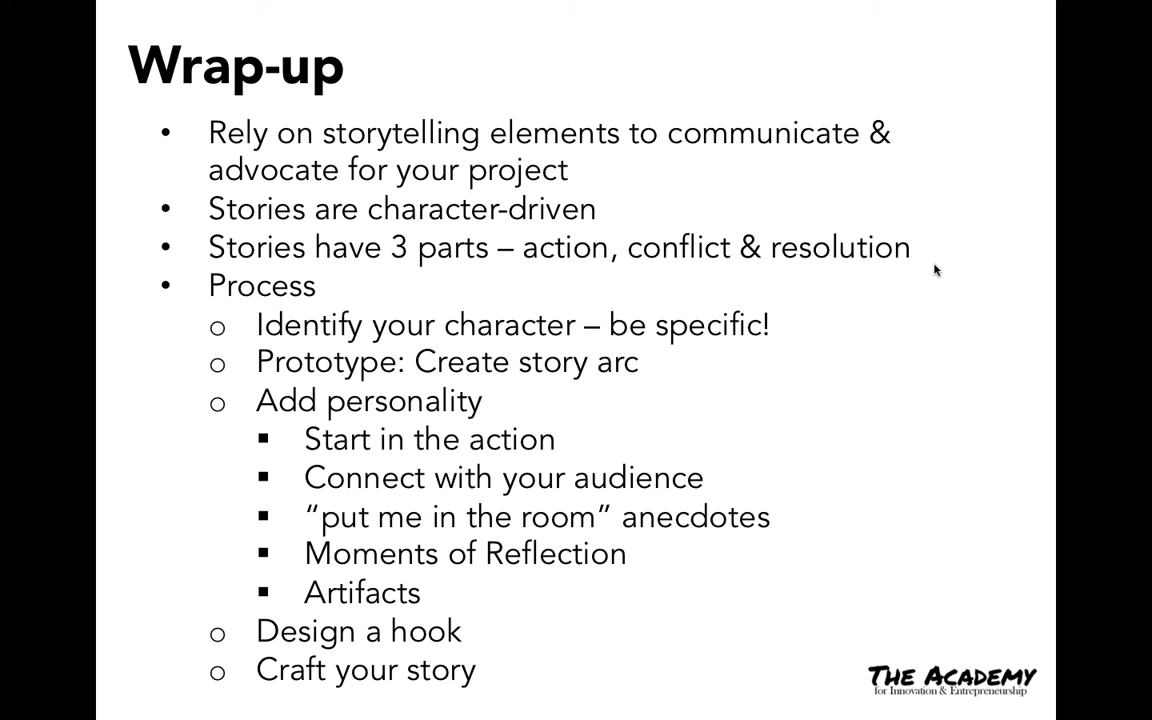 Wrap-up
• Rely on storytelling elements to communicate &
advocate for your project
• Stories are character-driven
• Stories have 3 parts – action, conflict & resolution
• Process
o Identify your character – be specific!
o Prototype: Create story arc
o Add personality
▪ Start in the action
▪ Connect with your audience
▪ “put me in the room” anecdotes
▪ Moments of Reflection
▪ Artifacts
o Design a hook
o Craft your story
The Academy
for Innovation & Entrepreneurship